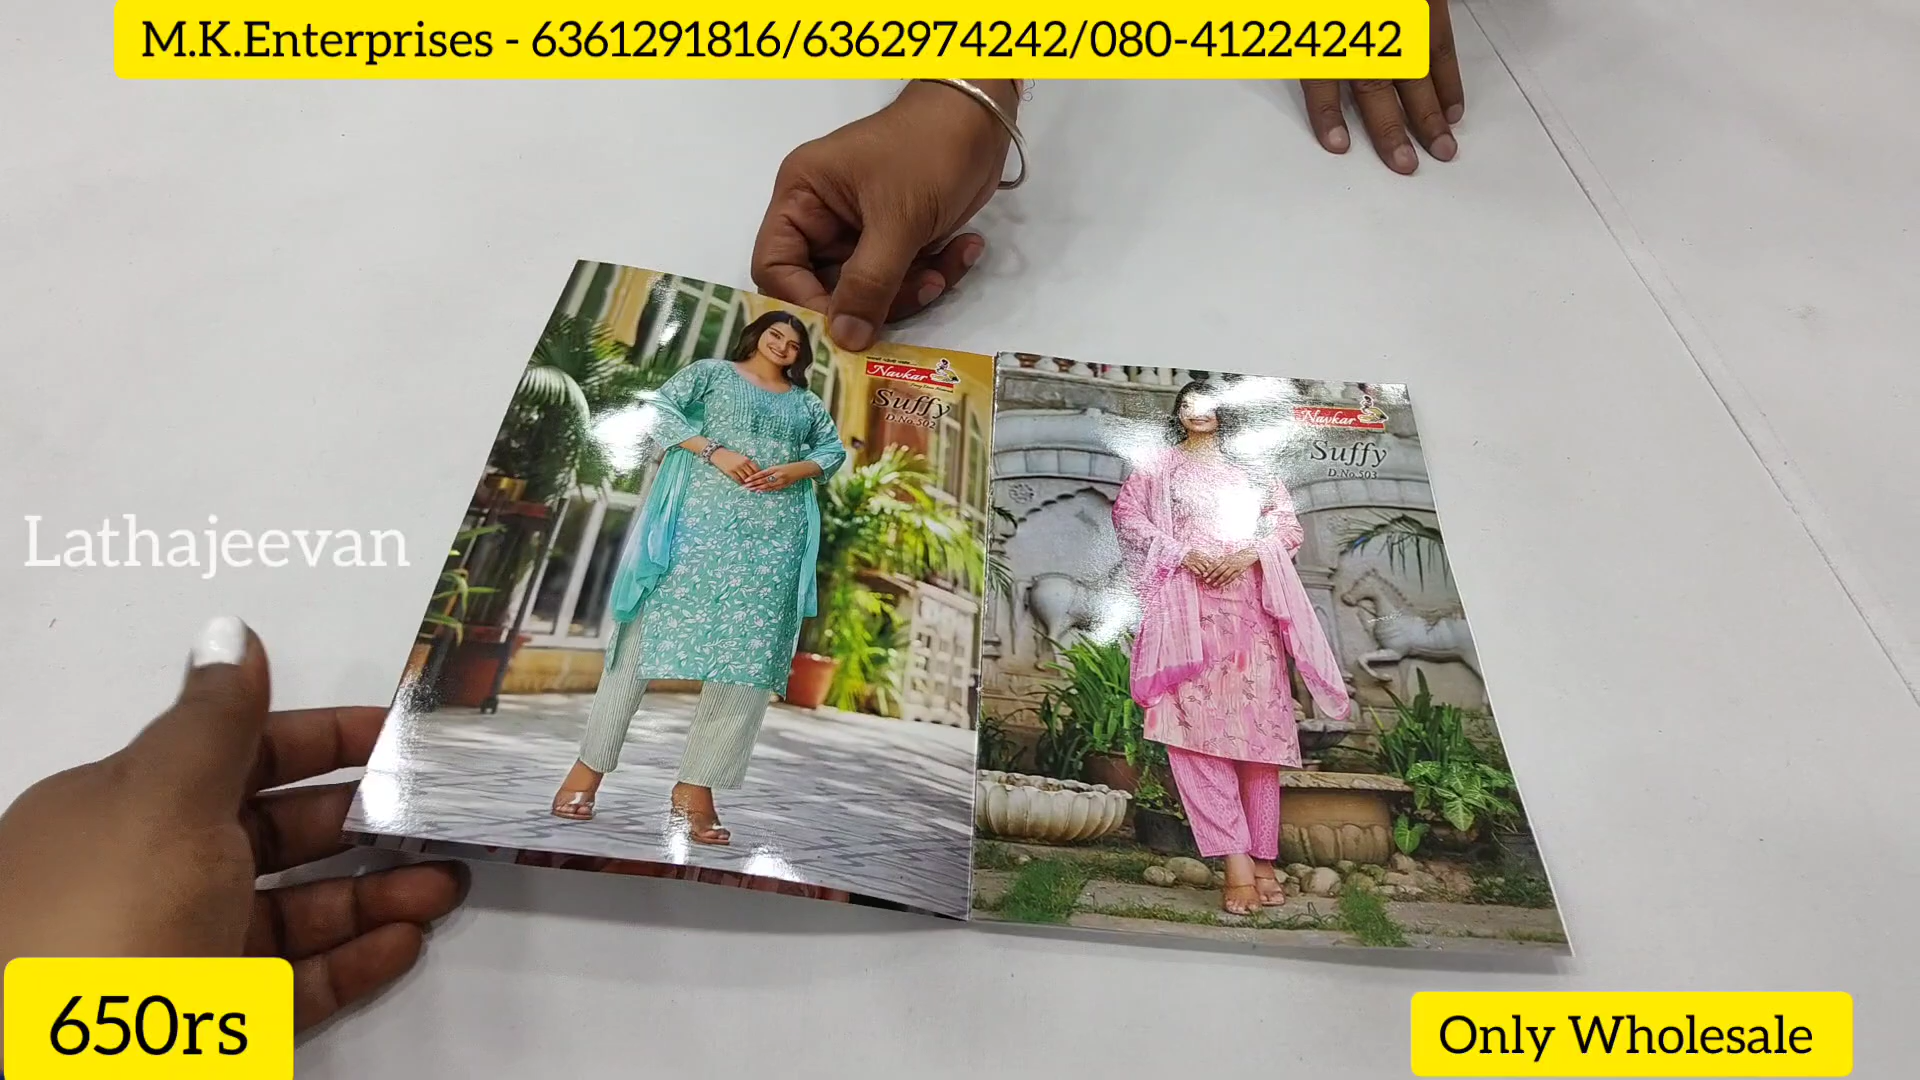 M.K.Enterprises - 6361291816/6362974242/080-41224242
Navkar
Suffy
D.No.502
Navkar
Suffy
D.No.503
Lathajeevan
650rs
Only Wholesale